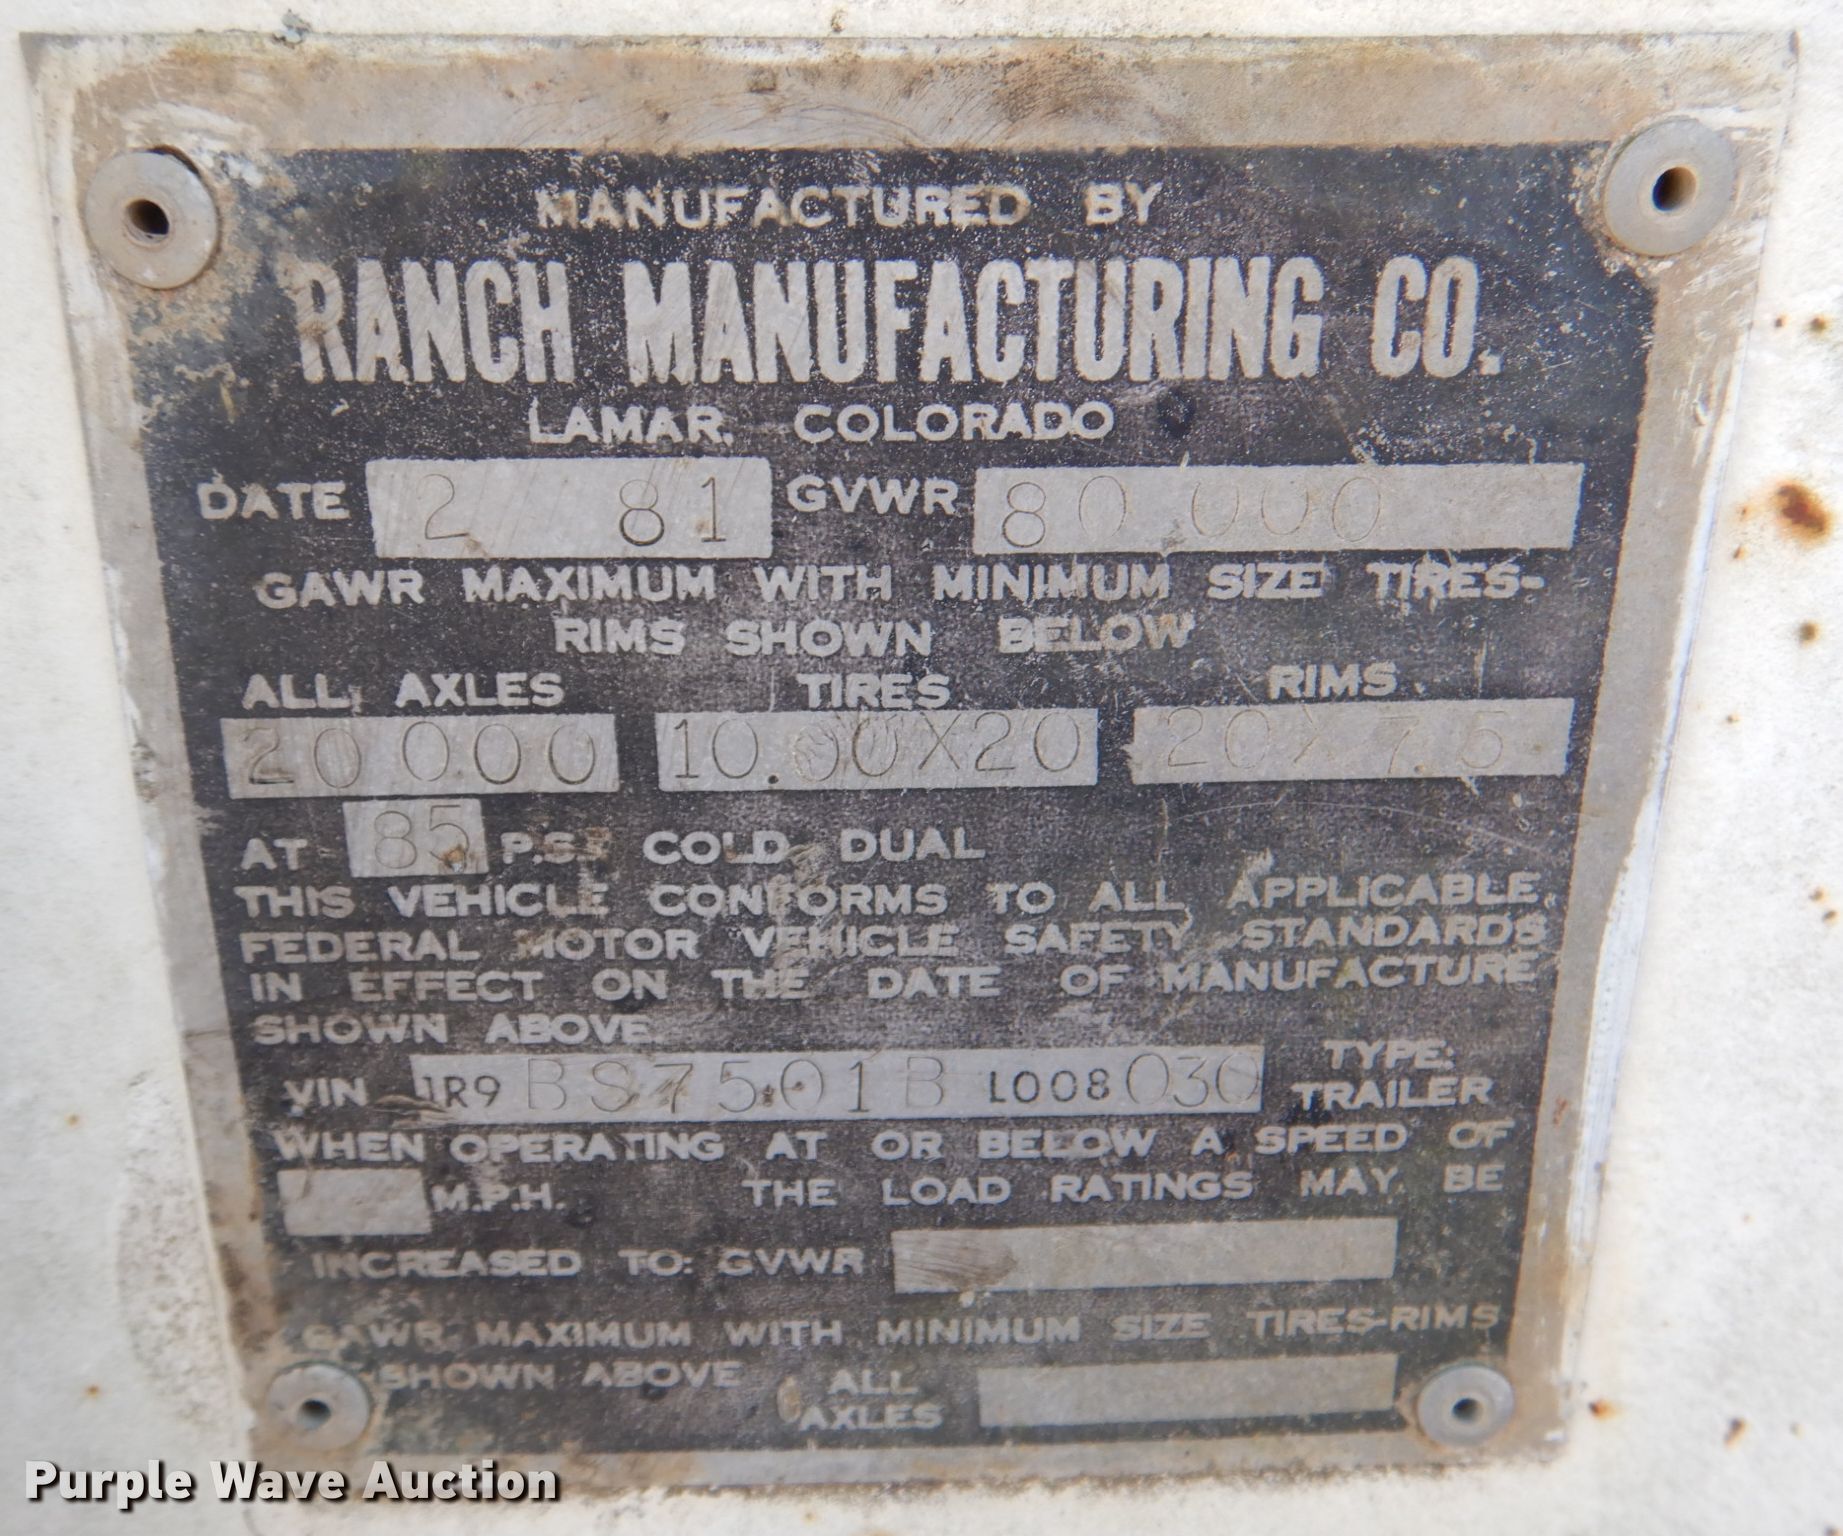 MANUFACTURED BY
RANCH MANUFACTURING CO.
LAMAR, COLORADO
DATE 2 81 GVWR 80 000
GAWR MAXIMUM WITH MINIMUM SIZE TIRES-
RIMS SHOWN BELOW
ALL AXLES TIRES RIMS
20 000 10.00X20 20X7.5
AT 85 P.S.I. COLD DUAL
THIS VEHICLE CONFORMS TO ALL APPLICABLE
FEDERAL MOTOR VEHICLE SAFETY STANDARDS
IN EFFECT ON THE DATE OF MANUFACTURE
SHOWN ABOVE
VIN 1R9BS7501BL008030 TYPE: TRAILER
WHEN OPERATING AT OR BELOW A SPEED OF
M.P.H. THE LOAD RATINGS MAY BE
INCREASED TO: GVWR
GAWR MAXIMUM WITH MINIMUM SIZE TIRES-RIMS
SHOWN ABOVE ALL AXLES
Purple Wave Auction